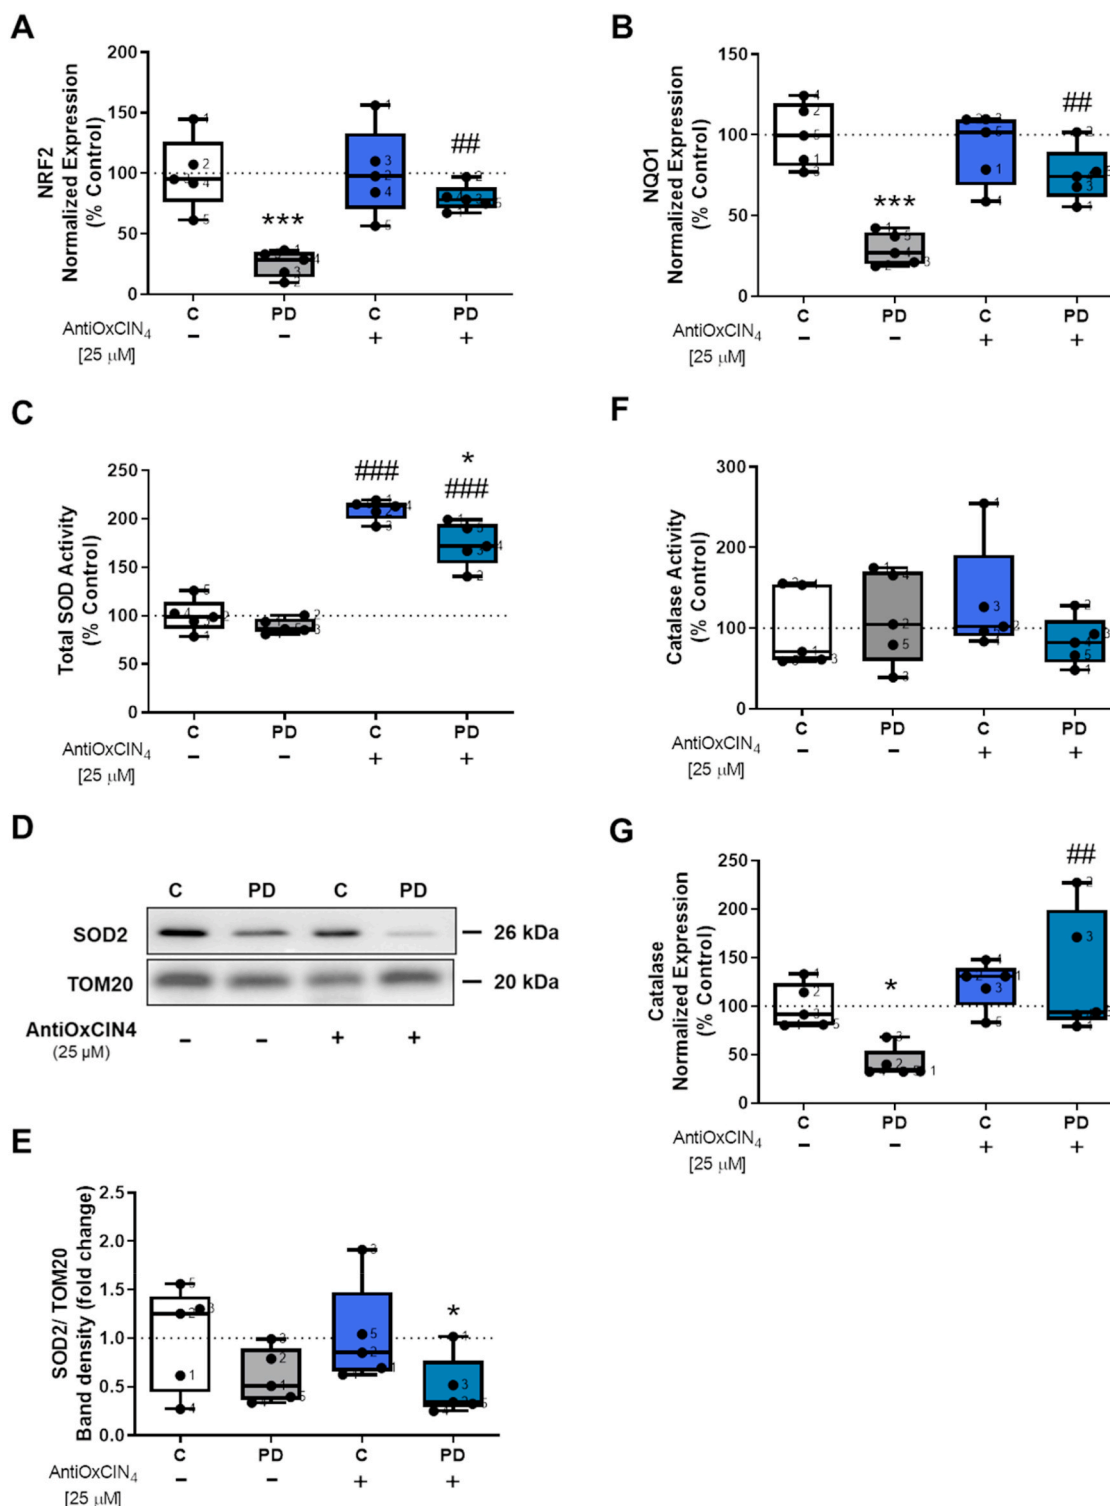 A
NRF2
Normalized Expression
(% Control)
200
150
100
50
0
***
##
C PD C PD
AntiOxCIN4 - - + +
[25 μM]
B
NQO1
Normalized Expression
(% Control)
150
100
50
0
***
##
C PD C PD
AntiOxCIN4 - - + +
[25 μM]
C
Total SOD Activity
(% Control)
250
200
150
100
50
0
###
*
###
C PD C PD
AntiOxCIN4 - - + +
[25 μM]
F
Catalase Activity
(% Control)
300
200
100
0
C PD C PD
AntiOxCIN4 - - + +
[25 μM]
D
C PD C PD
SOD2 — 26 kDa
TOM20 — 20 kDa
AntiOxCIN4 - - + +
(25 μM)
G
Catalase
Normalized Expression
(% Control)
250
200
150
100
50
0
*
##
C PD C PD
AntiOxCIN4 - - + +
[25 μM]
E
SOD2/ TOM20
Band density (fold change)
2.5
2.0
1.5
1.0
0.5
0.0
*
C PD C PD
AntiOxCIN4 - - + +
[25 μM]